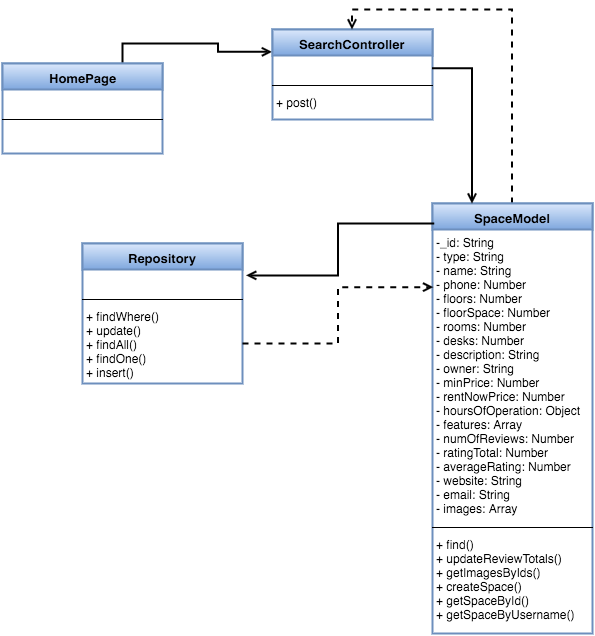 SearchController
+ post()
HomePage
Repository
+ findWhere()
+ update()
+ findAll()
+ findOne()
+ insert()
SpaceModel
-_id: String
- type: String
- name: String
- phone: Number
- floors: Number
- floorSpace: Number
- rooms: Number
- desks: Number
- description: String
- owner: String
- minPrice: Number
- rentNowPrice: Number
- hoursOfOperation: Object
- features: Array
- numOfReviews: Number
- ratingTotal: Number
- averageRating: Number
- website: String
- email: String
- images: Array
+ find()
+ updateReviewTotals()
+ getImagesByIds()
+ createSpace()
+ getSpaceById()
+ getSpaceByUsername()